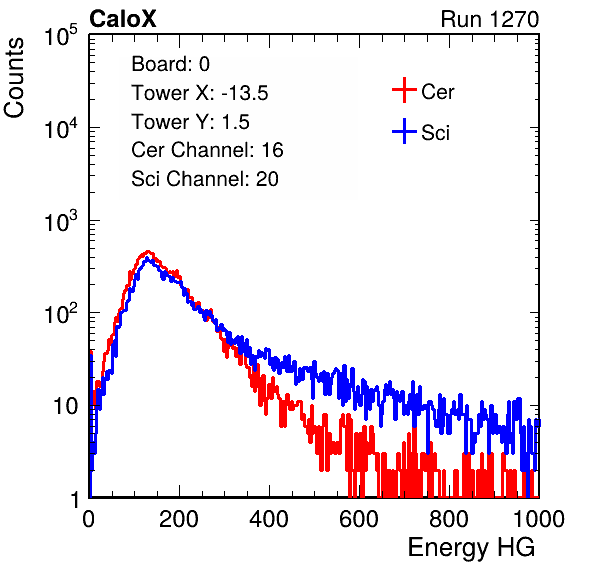 CaloX Run 1270
Counts
10^5
10^4
10^3
10^2
10
1
Board: 0
Tower X: -13.5
Tower Y: 1.5
Cer Channel: 16
Sci Channel: 20
Cer
Sci
0 200 400 600 800 1000
Energy HG